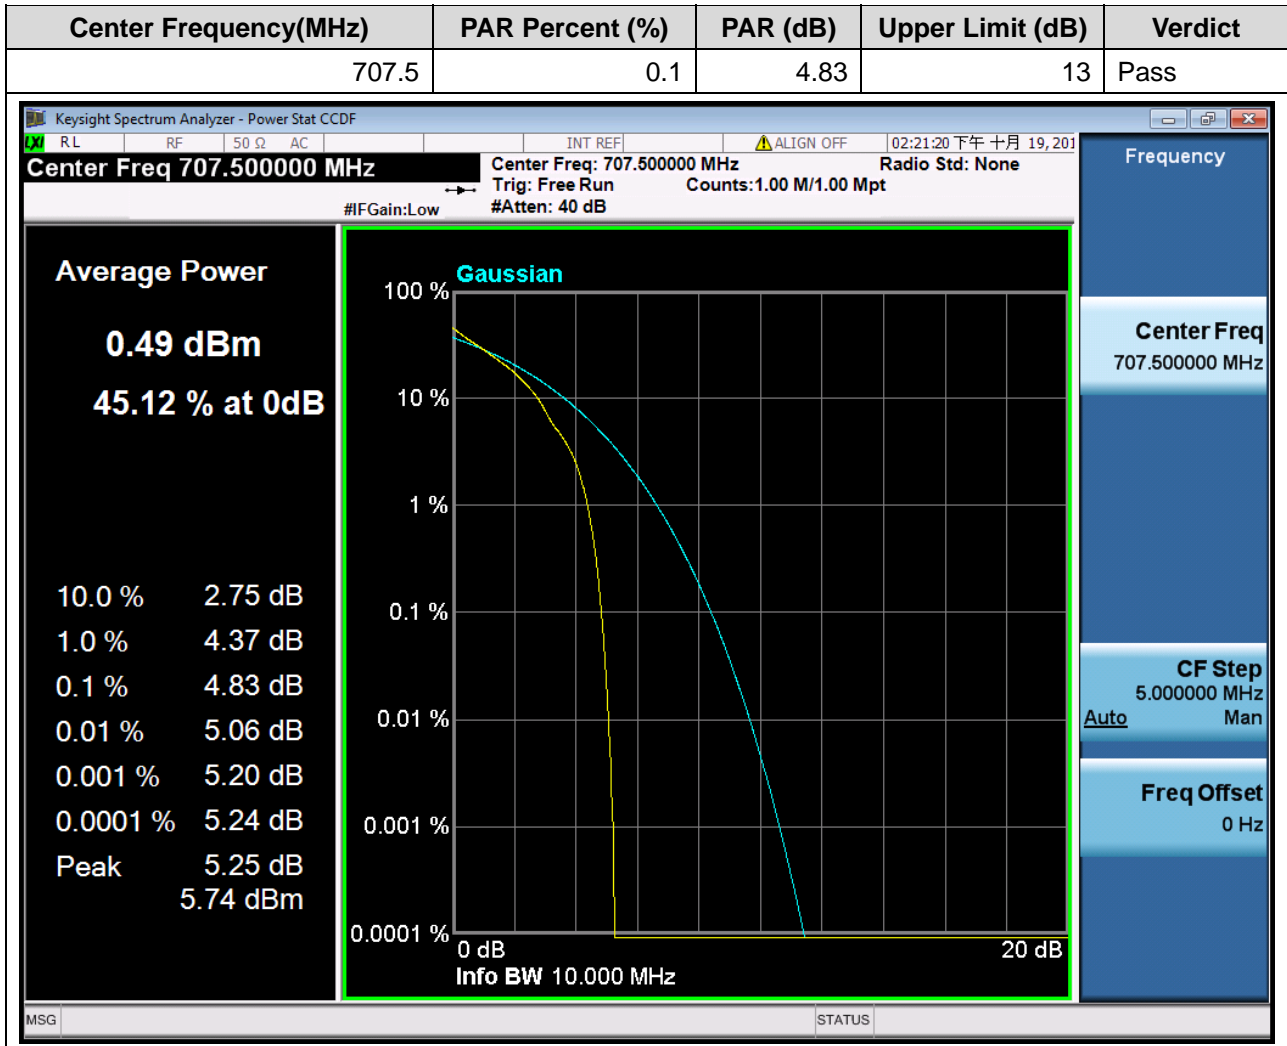 Center Frequency(MHz) PAR Percent (%) PAR (dB) Upper Limit (dB) Verdict
707.5 0.1 4.83 13 Pass
Keysight Spectrum Analyzer - Power Stat CCDF
LXI RL RF 50 Ω AC INT REF ALIGN OFF 02:21:20 下午 十月 19, 201
Center Freq 707.500000 MHz
Center Freq: 707.500000 MHz Radio Std: None
Trig: Free Run Counts:1.00 M/1.00 Mpt
#IFGain:Low #Atten: 40 dB
Frequency
Average Power
0.49 dBm
45.12 % at 0dB
10.0 % 2.75 dB
1.0 % 4.37 dB
0.1 % 4.83 dB
0.01 % 5.06 dB
0.001 % 5.20 dB
0.0001 % 5.24 dB
Peak 5.25 dB
5.74 dBm
Gaussian
100 %
10 %
1 %
0.1 %
0.01 %
0.001 %
0.0001 %
0 dB 20 dB
Info BW 10.000 MHz
Center Freq
707.500000 MHz
CF Step
5.000000 MHz
Auto Man
Freq Offset
0 Hz
MSG STATUS